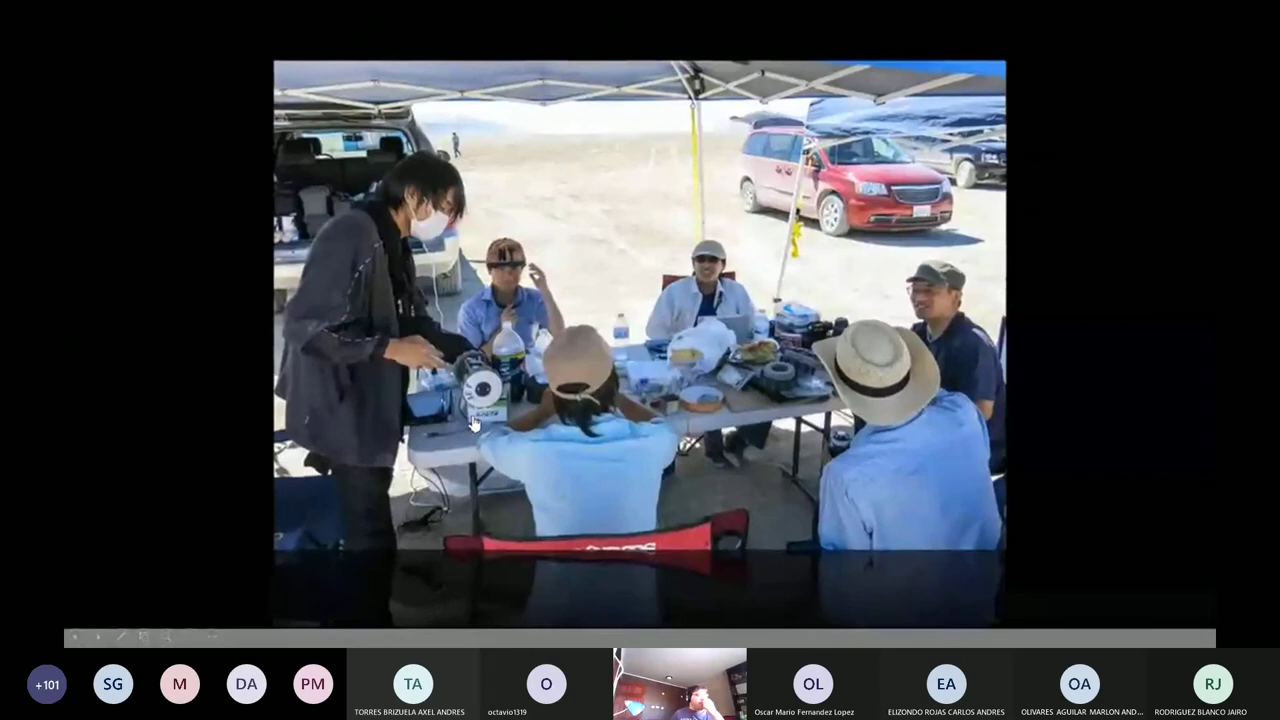 +101
SG
M
DA
PM
TA
TORRES BRIZUELA AXEL ANDRES
O
octavio1319
OL
Oscar Mario Fernandez Lopez
EA
ELIZONDO ROJAS CARLOS ANDRES
OA
OLIVARES AGUILAR MARLON AND...
RJ
RODRIGUEZ BLANCO JAIRO